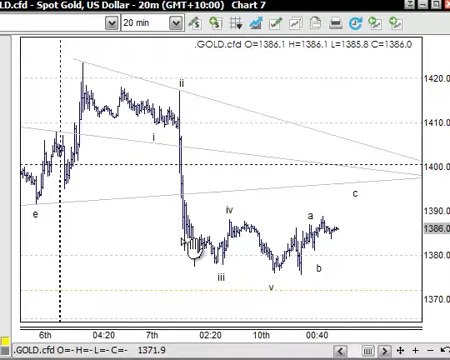 LD.cfd - Spot Gold, US Dollar - 20m (GMT+10:00)   Chart 7
20 min
.GOLD.cfd O=1386.1 H=1386.1 L=1385.8 C=1386.0
1420.0
ii
1410.0
i
1400.0
c
e
1390.0
iv
a
1386.0
1380.0
iii
b
v
1370.0
6th 04:20 7th 02:20 10th 00:40
.GOLD.cfd O=- H=- L=- C=- 1371.9